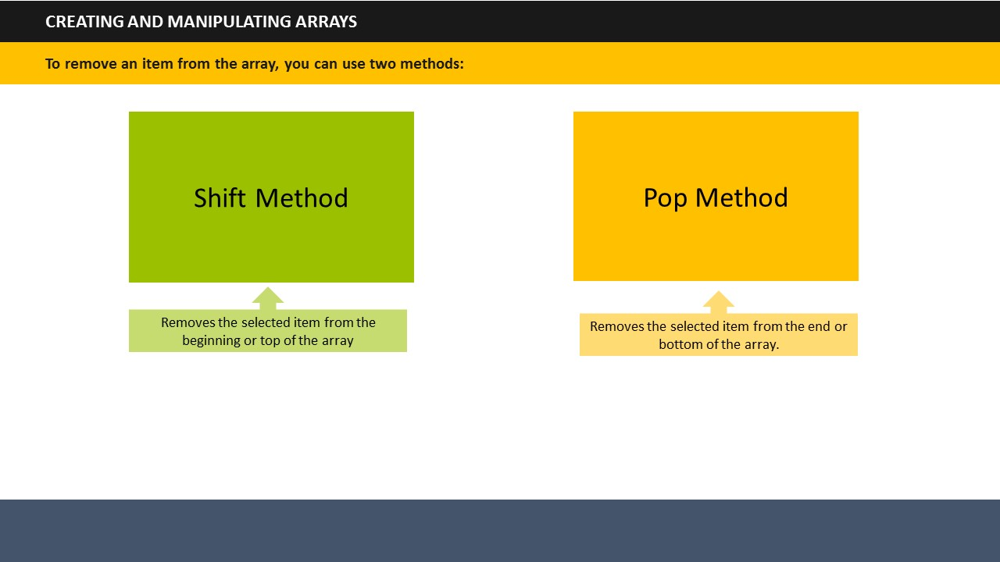 CREATING AND MANIPULATING ARRAYS
To remove an item from the array, you can use two methods:
Shift Method
Removes the selected item from the
beginning or top of the array
Pop Method
Removes the selected item from the end or
bottom of the array.